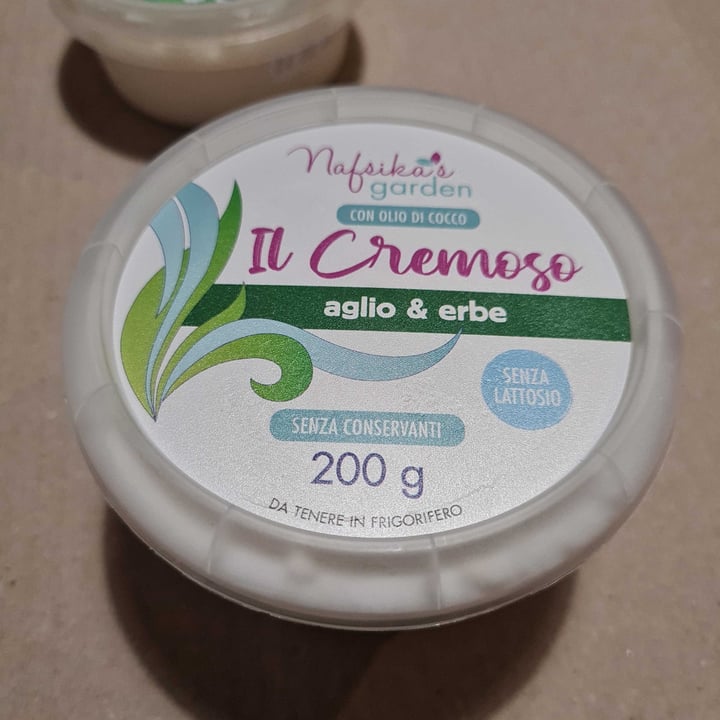 Nafsika's
garden
CON OLIO DI COCCO
Il Cremoso
aglio & erbe
SENZA
LATTOSIO
SENZA CONSERVANTI
200 g
DA TENERE IN FRIGORIFERO